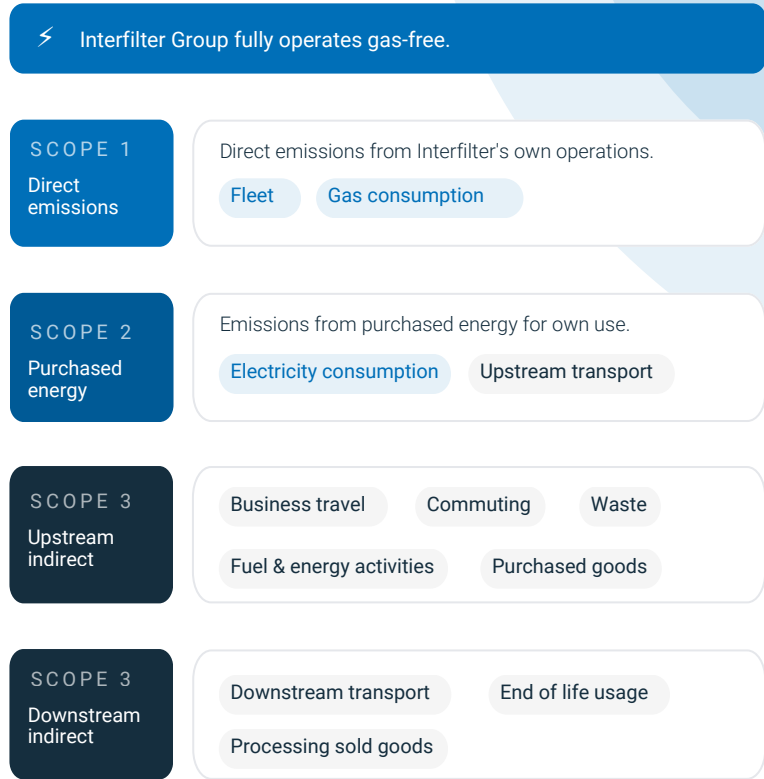 ⚡ Interfilter Group fully operates gas-free.
SCOPE 1
Direct
emissions
Direct emissions from Interfilter's own operations.
Fleet
Gas consumption
SCOPE 2
Purchased
energy
Emissions from purchased energy for own use.
Electricity consumption
Upstream transport
SCOPE 3
Upstream
indirect
Business travel
Commuting
Waste
Fuel & energy activities
Purchased goods
SCOPE 3
Downstream
indirect
Downstream transport
End of life usage
Processing sold goods